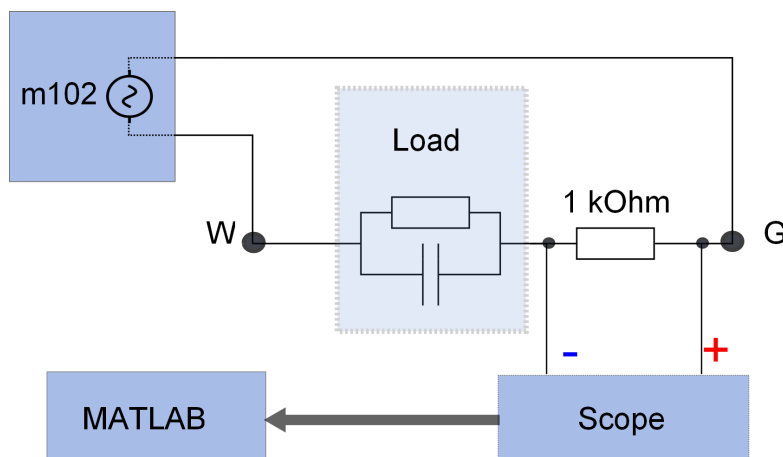 m102
Load
1 kOhm
W
G
-
+
MATLAB
Scope